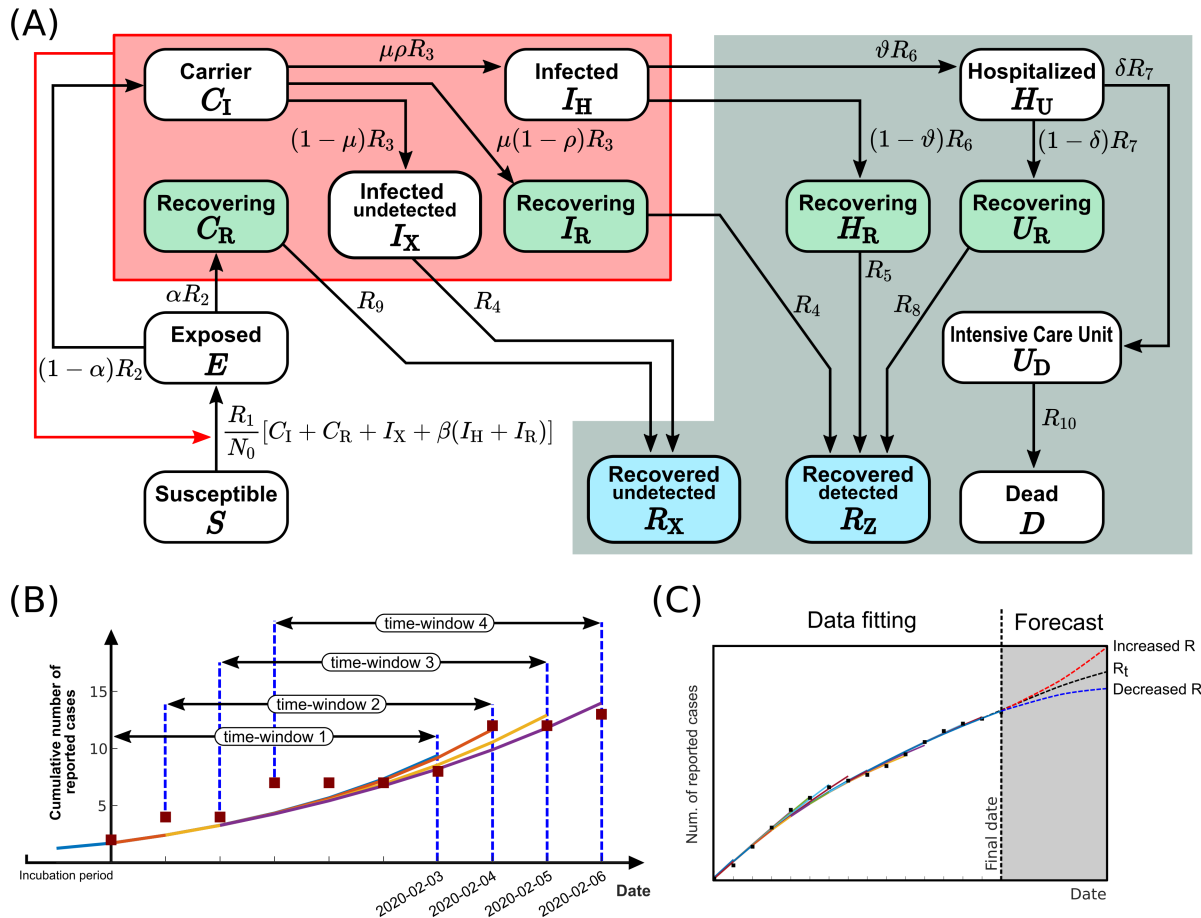 (A)
Carrier
C_I
μρR_3
Infected
I_H
ϑR_6
Hospitalized
H_U
δR_7
(1 − μ)R_3
μ(1 − ρ)R_3
(1 − ϑ)R_6
(1 − δ)R_7
Recovering
C_R
Infected
undetected
I_X
Recovering
I_R
Recovering
H_R
Recovering
U_R
αR_2
R_9
R_4
R_4
R_5
R_8
Exposed
E
(1 − α)R_2
Intensive Care Unit
U_D
R_10
R_1/N_0 [C_I + C_R + I_X + β(I_H + I_R)]
Susceptible
S
Recovered
undetected
R_X
Recovered
detected
R_Z
Dead
D
(B)
Cumulative number of
reported cases
15
10
5
time-window 4
time-window 3
time-window 2
time-window 1
Incubation period
2020-02-03
2020-02-04
2020-02-05
2020-02-06
Date
(C)
Data fitting
Forecast
Increased R
R_t
Decreased R
Num. of reported cases
Final date
Date